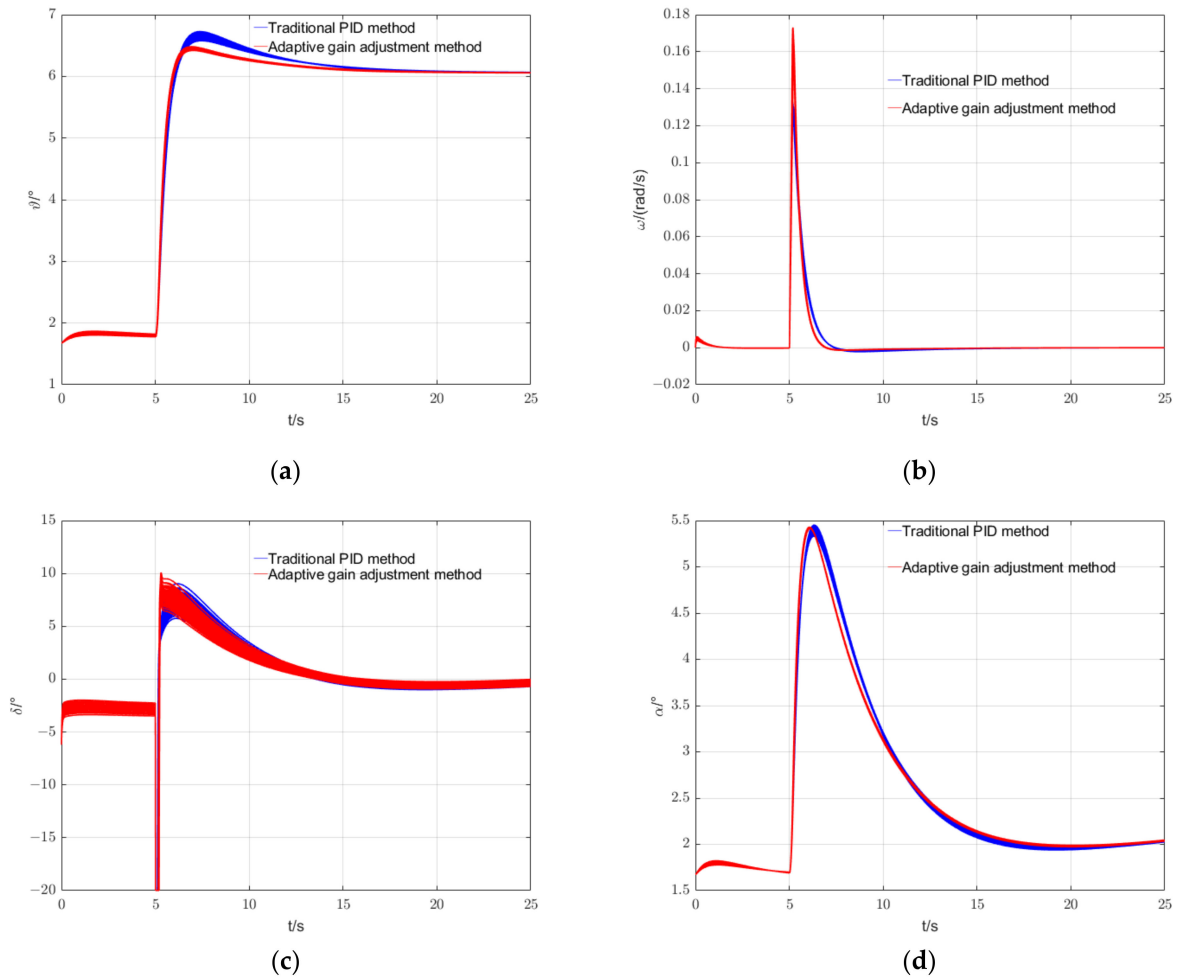 7
6
5
4
3
2
1
ϑ/°
Traditional PID method
Adaptive gain adjustment method
0 5 10 15 20 25
t/s
(a)
0.18
0.16
0.14
0.12
0.1
0.08
0.06
0.04
0.02
0
−0.02
ω/(rad/s)
Traditional PID method
Adaptive gain adjustment method
0 5 10 15 20 25
t/s
(b)
15
10
5
0
−5
−10
−15
−20
δ/°
Traditional PID method
Adaptive gain adjustment method
0 5 10 15 20 25
t/s
(c)
5.5
5
4.5
4
3.5
3
2.5
2
1.5
α/°
Traditional PID method
Adaptive gain adjustment method
0 5 10 15 20 25
t/s
(d)